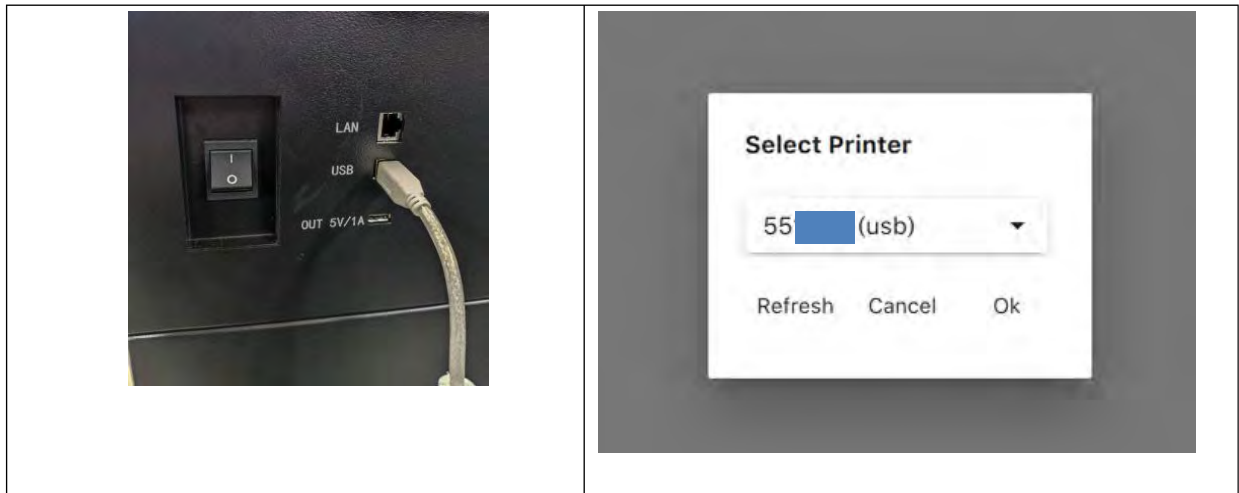 LAN
USB
OUT 5V/1A
Select Printer
55 (usb)
Refresh Cancel Ok